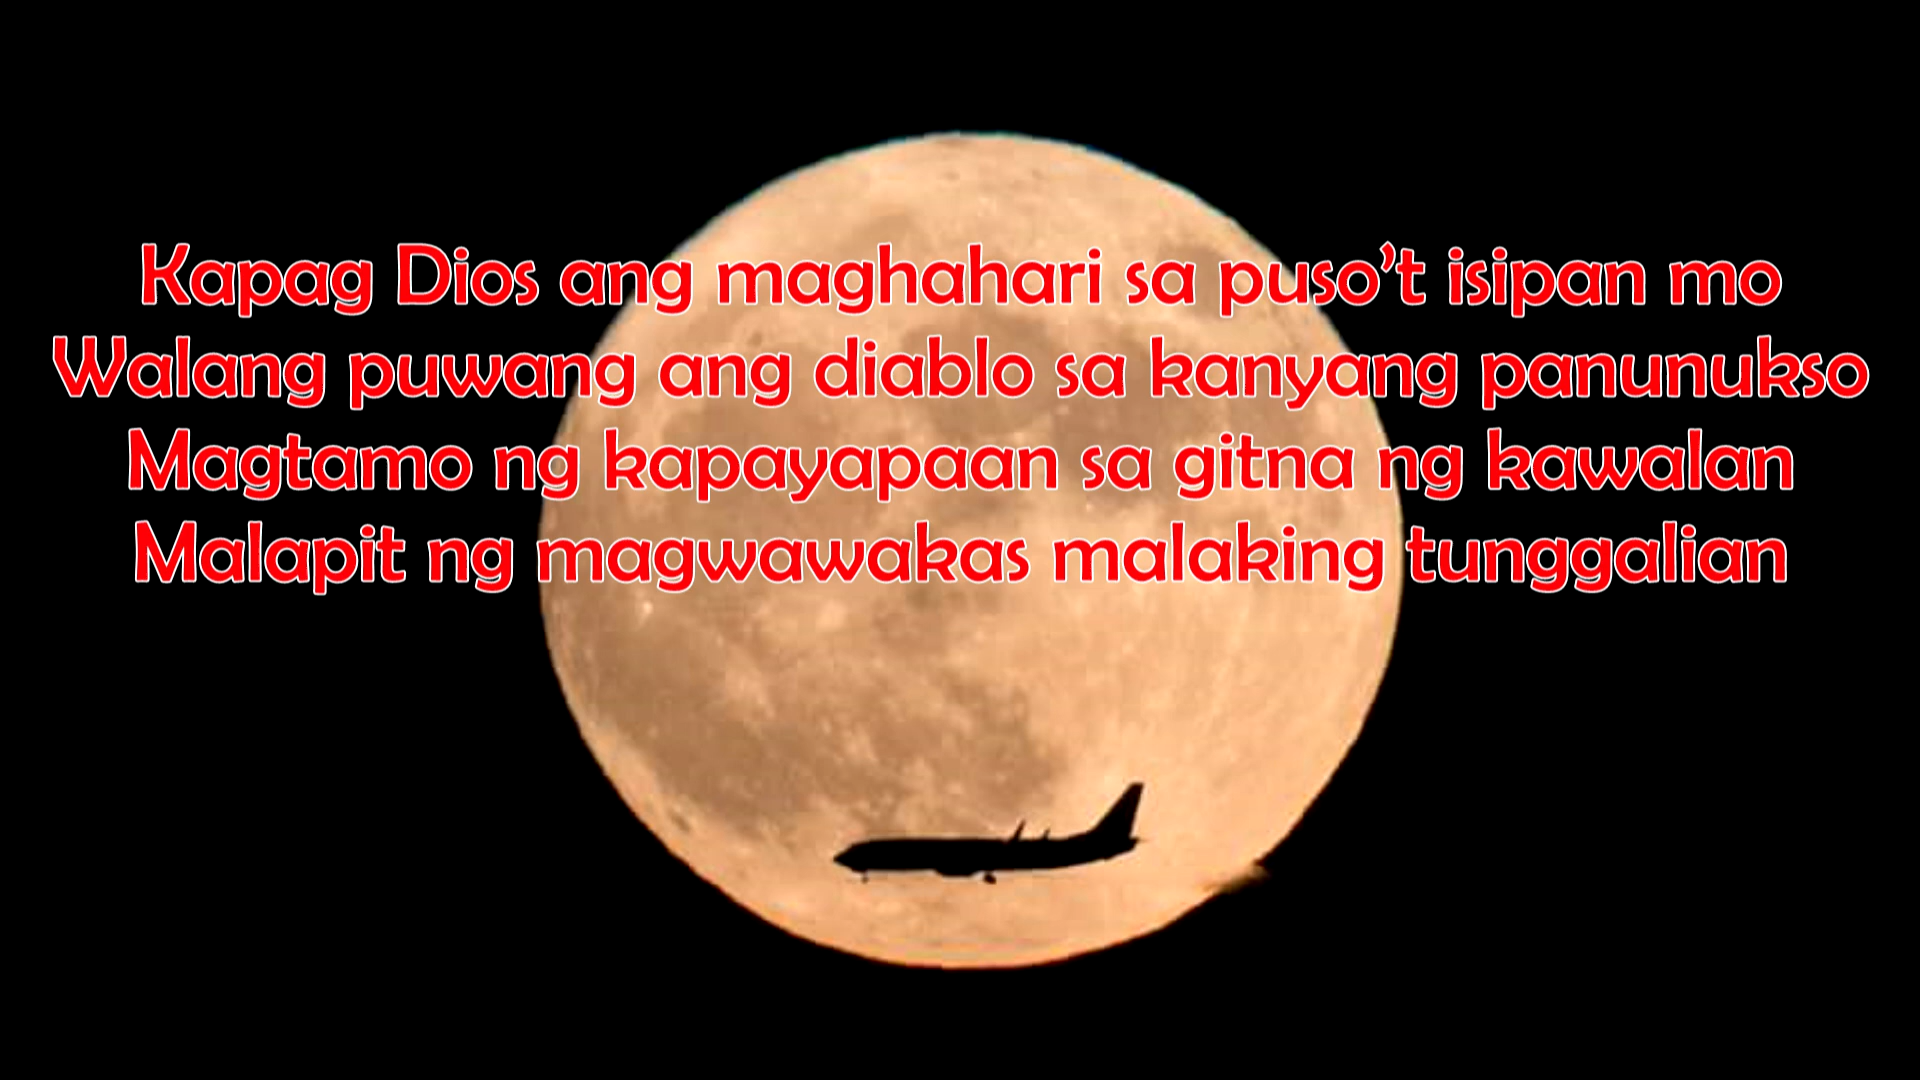 Kapag Dios ang maghahari sa puso’t isipan mo
Walang puwang ang diablo sa kanyang panunukso
Magtamo ng kapayapaan sa gitna ng kawalan
Malapit ng magwawakas malaking tunggalian